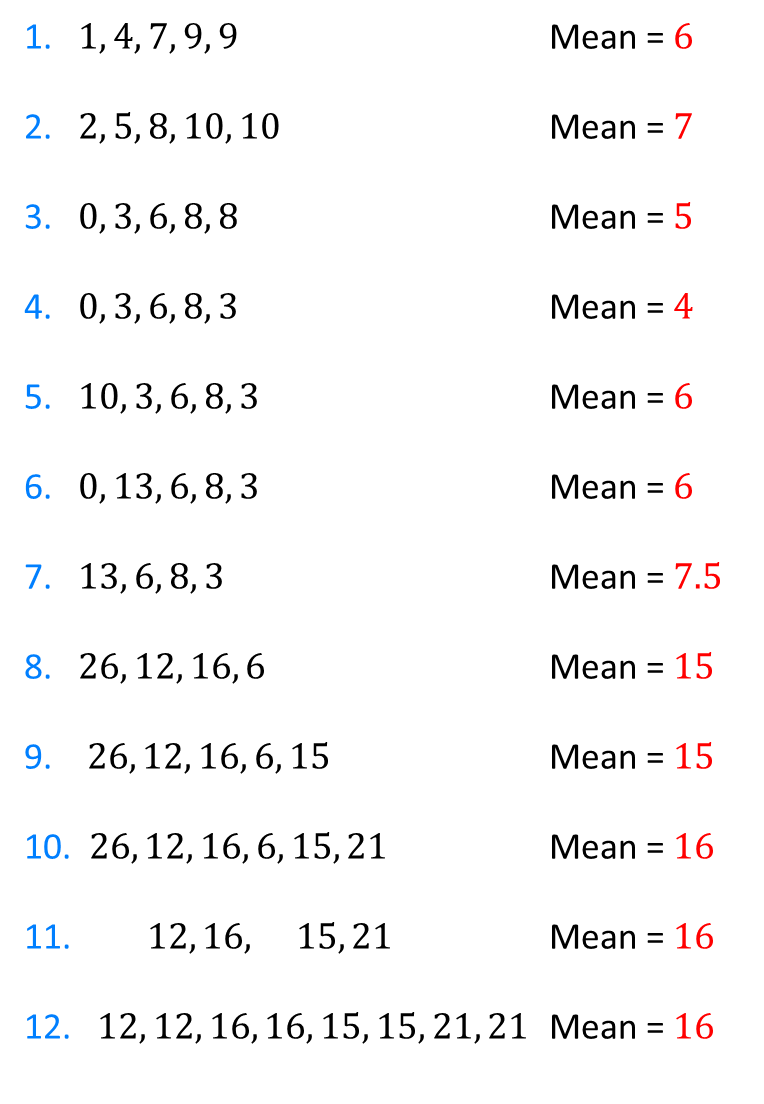 1. 1, 4, 7, 9, 9 Mean = 6
2. 2, 5, 8, 10, 10 Mean = 7
3. 0, 3, 6, 8, 8 Mean = 5
4. 0, 3, 6, 8, 3 Mean = 4
5. 10, 3, 6, 8, 3 Mean = 6
6. 0, 13, 6, 8, 3 Mean = 6
7. 13, 6, 8, 3 Mean = 7.5
8. 26, 12, 16, 6 Mean = 15
9. 26, 12, 16, 6, 15 Mean = 15
10. 26, 12, 16, 6, 15, 21 Mean = 16
11. 12, 16, 15, 21 Mean = 16
12. 12, 12, 16, 16, 15, 15, 21, 21 Mean = 16